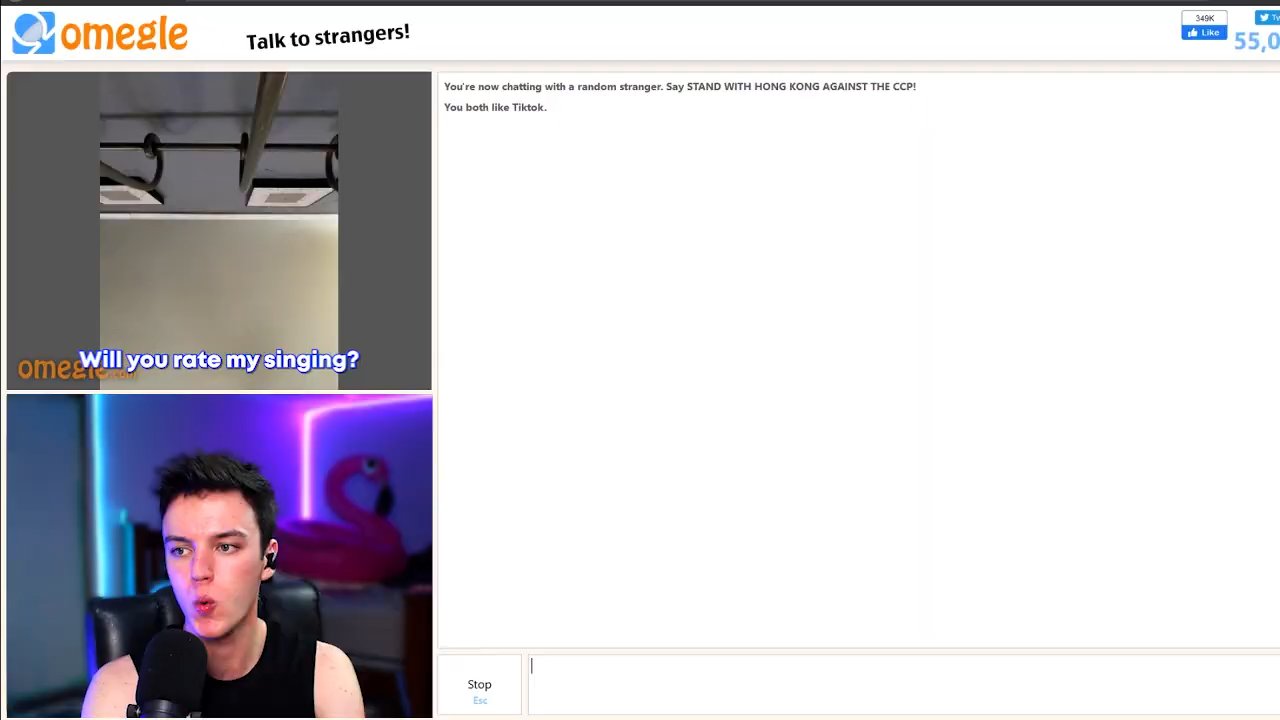 omegle
Talk to strangers!
349K
Like
55,0
You're now chatting with a random stranger. Say STAND WITH HONG KONG AGAINST THE CCP!
You both like Tiktok.
Will you rate my singing?
omegle
Stop
Esc